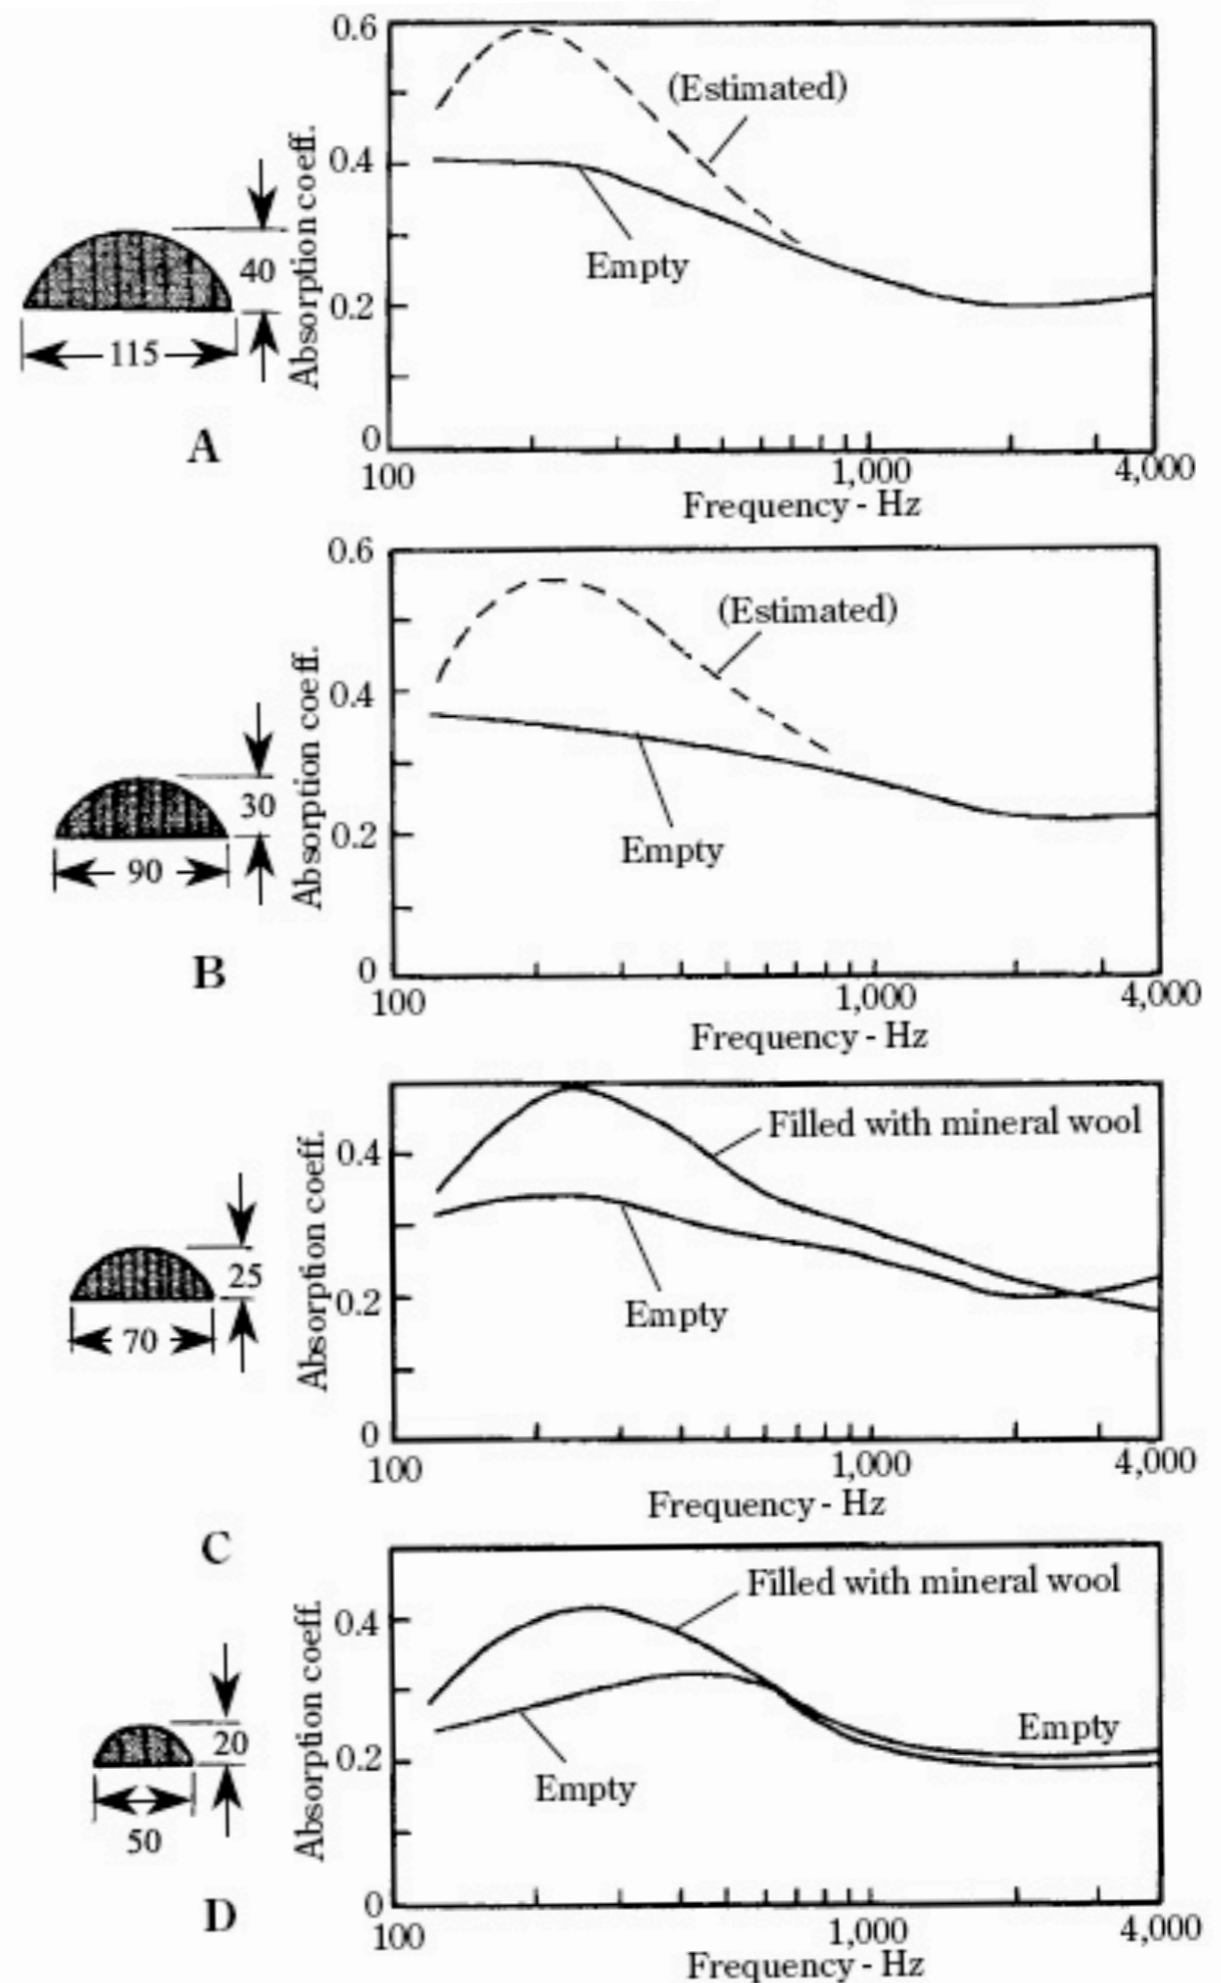 0.6
(Estimated)
Absorption coeff.
0.4
40
Empty
0.2
115
A
0
100
1,000
4,000
Frequency - Hz
0.6
(Estimated)
Absorption coeff.
0.4
30
Empty
0.2
90
B
0
100
1,000
4,000
Frequency - Hz
Filled with mineral wool
Absorption coeff.
0.4
25
Empty
0.2
70
0
100
1,000
4,000
Frequency - Hz
C
Filled with mineral wool
Absorption coeff.
0.4
20
Empty
0.2
Empty
50
D
0
100
1,000
4,000
Frequency - Hz